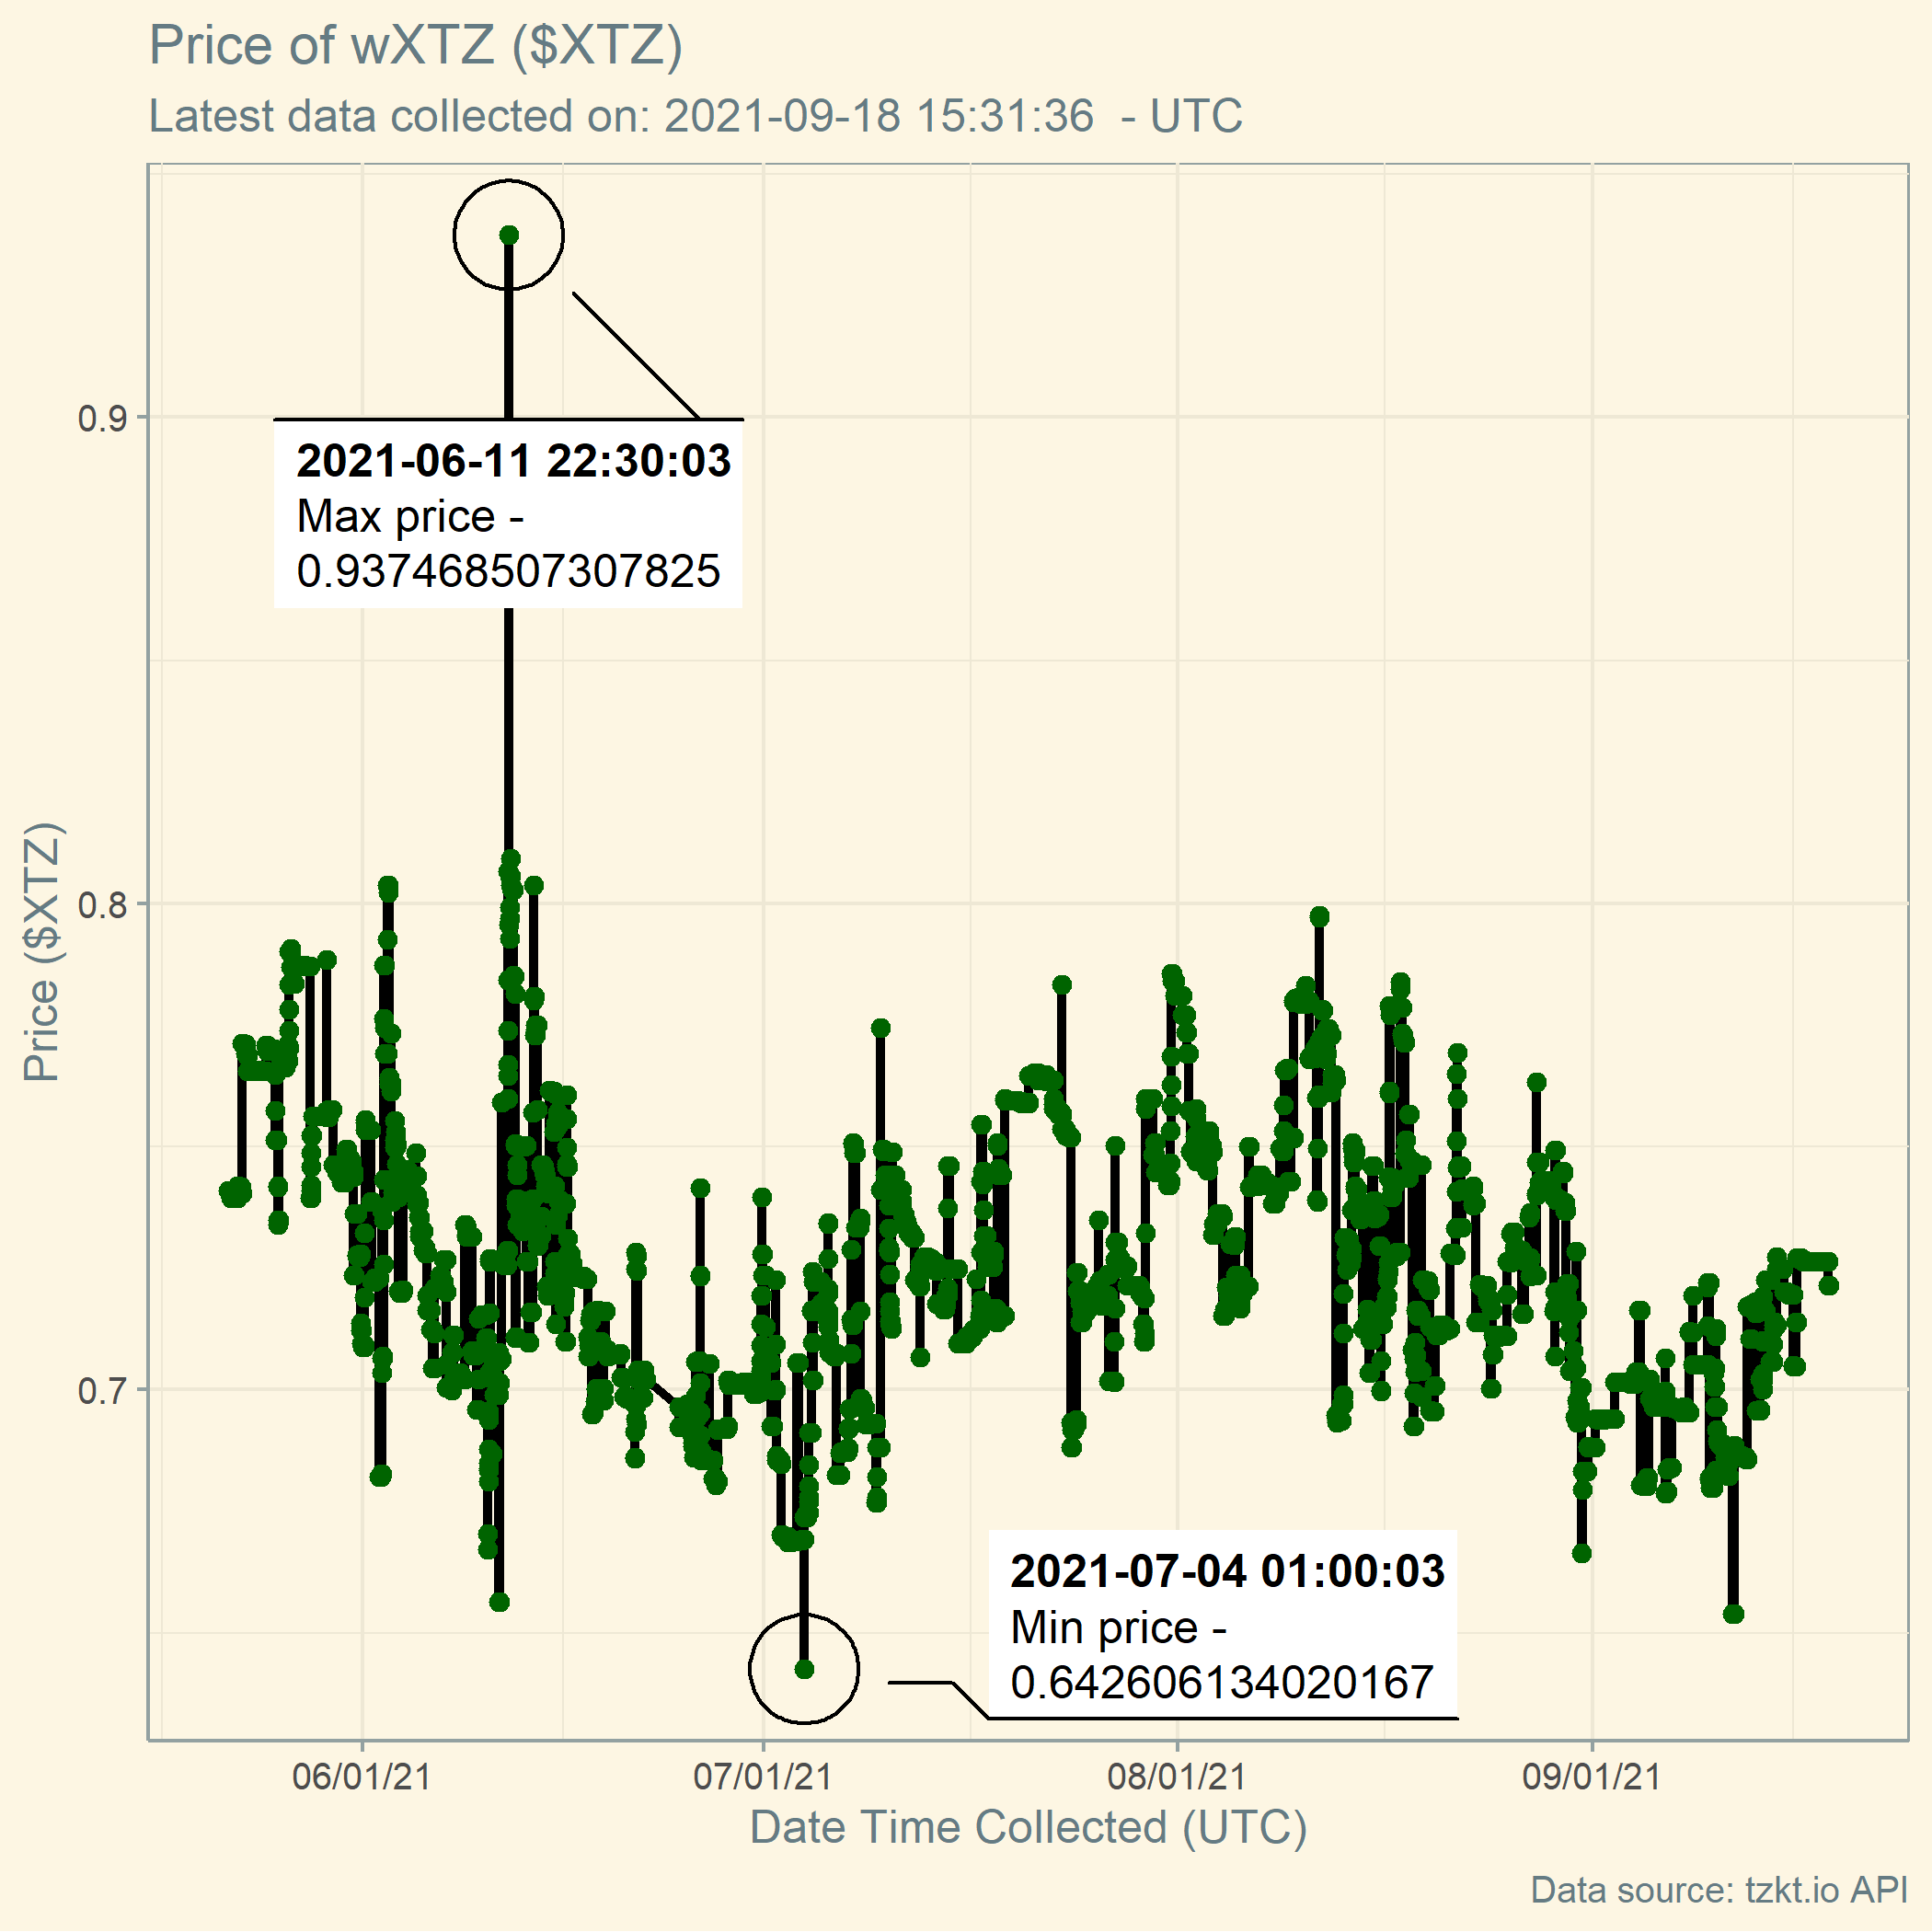 Price of wXTZ ($XTZ)
Latest data collected on: 2021-09-18 15:31:36  - UTC
Price ($XTZ)
0.9
0.8
0.7
2021-06-11 22:30:03
Max price -
0.937468507307825
2021-07-04 01:00:03
Min price -
0.642606134020167
06/01/21
07/01/21
08/01/21
09/01/21
Date Time Collected (UTC)
Data source: tzkt.io API